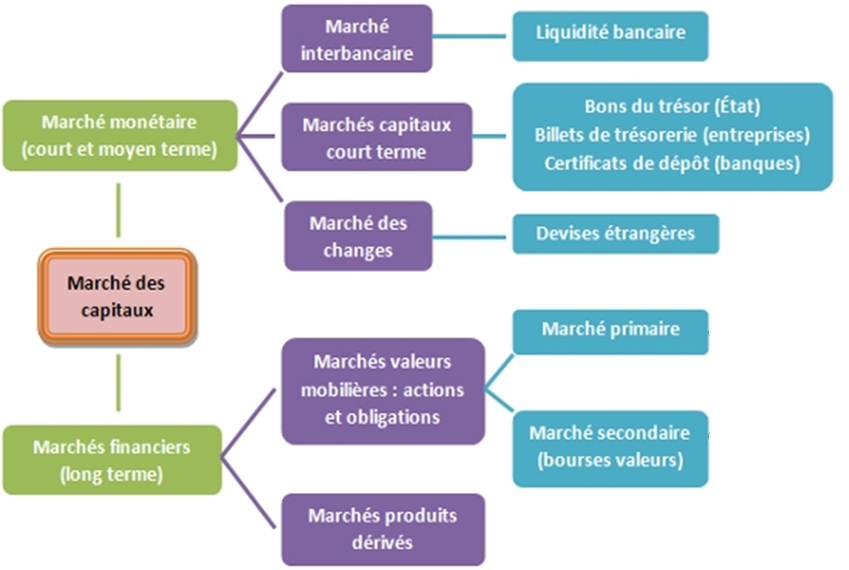 Marché
interbancaire
Liquidité bancaire
Marché monétaire
(court et moyen terme)
Marchés capitaux
court terme
Bons du trésor (État)
Billets de trésorerie (entreprises)
Certificats de dépôt (banques)
Marché des
changes
Devises étrangères
Marché des
capitaux
Marchés financiers
(long terme)
Marchés valeurs
mobilières : actions
et obligations
Marché primaire
Marché secondaire
(bourses valeurs)
Marchés produits
dérivés